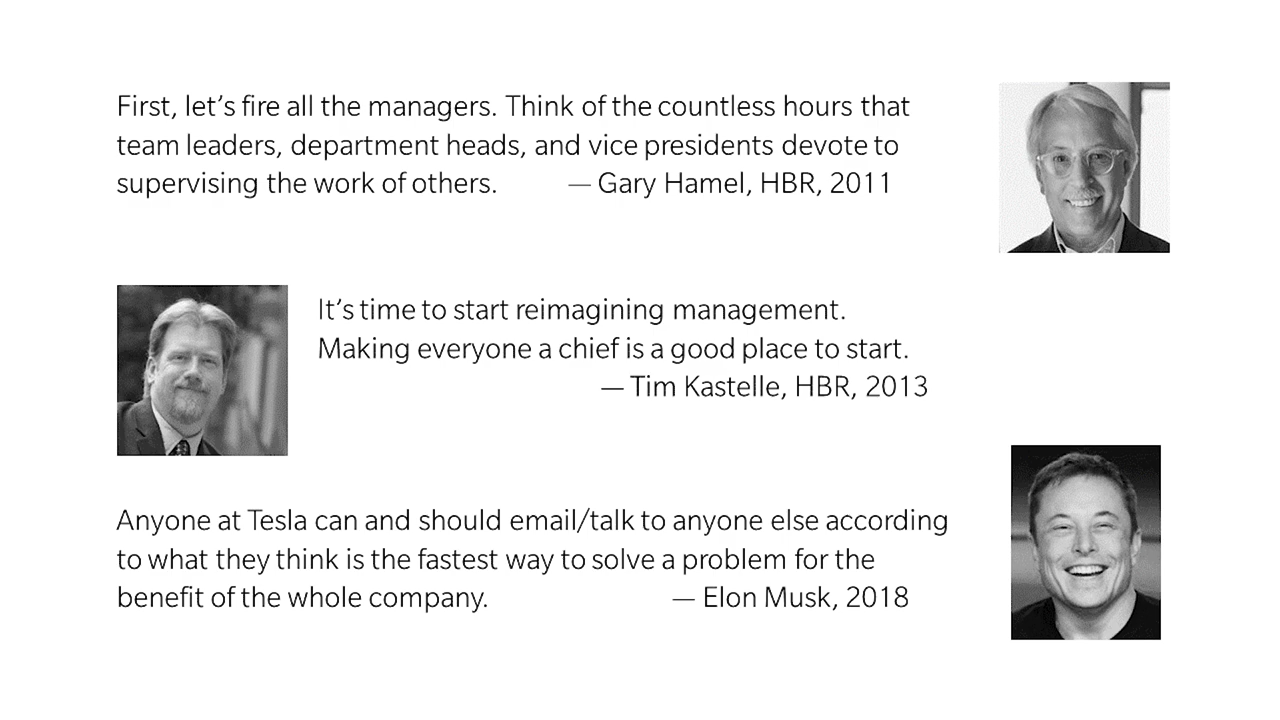 First, let’s fire all the managers. Think of the countless hours that
team leaders, department heads, and vice presidents devote to
supervising the work of others. — Gary Hamel, HBR, 2011
It’s time to start reimagining management.
Making everyone a chief is a good place to start.
— Tim Kastelle, HBR, 2013
Anyone at Tesla can and should email/talk to anyone else according
to what they think is the fastest way to solve a problem for the
benefit of the whole company. — Elon Musk, 2018